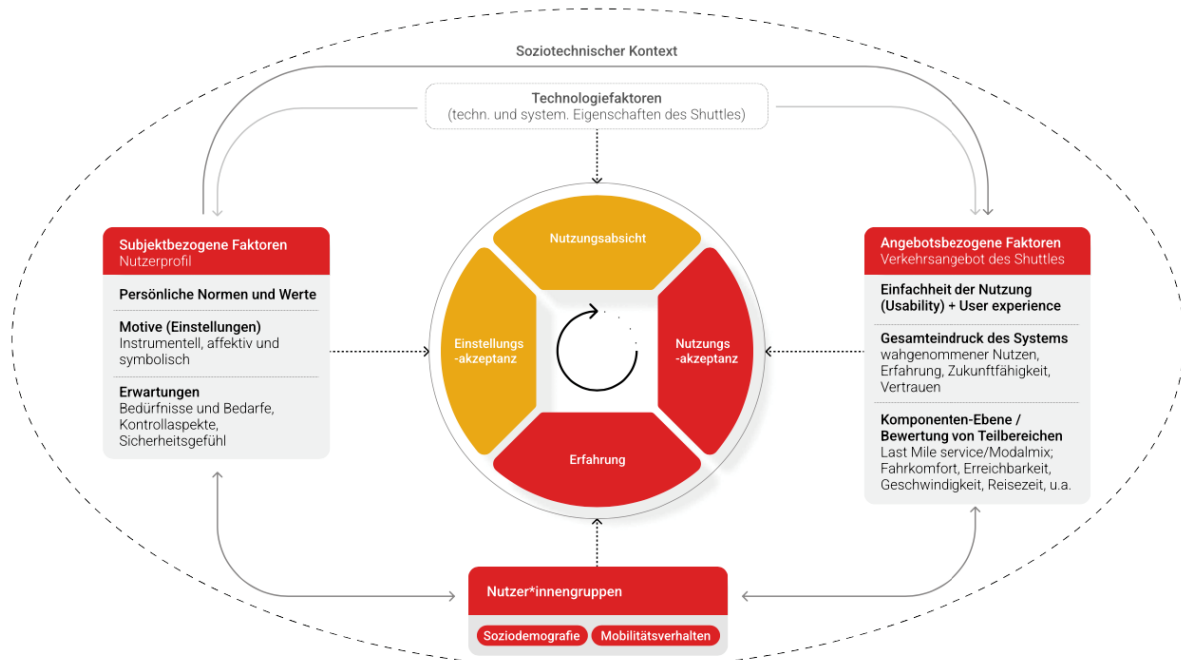 Soziotechnischer Kontext
Technologiefaktoren
(techn. und system. Eigenschaften des Shuttles)
Subjektbezogene Faktoren
Nutzerprofil
Persönliche Normen und Werte
Motive (Einstellungen)
Instrumentell, affektiv und
symbolisch
Erwartungen
Bedürfnisse und Bedarfe,
Kontrollaspekte,
Sicherheitsgefühl
Nutzungsabsicht
Einstellungs
-akzeptanz
Nutzungs
-akzeptanz
Erfahrung
Angebotsbezogene Faktoren
Verkehrsangebot des Shuttles
Einfachheit der Nutzung
(Usability) + User experience
Gesamteindruck des Systems
wahgenommener Nutzen,
Erfahrung, Zukunftfähigkeit,
Vertrauen
Komponenten-Ebene /
Bewertung von Teilbereichen
Last Mile service/Modalmix;
Fahrkomfort, Erreichbarkeit,
Geschwindigkeit, Reisezeit, u.a.
Nutzer*innengruppen
Soziodemografie
Mobilitätsverhalten